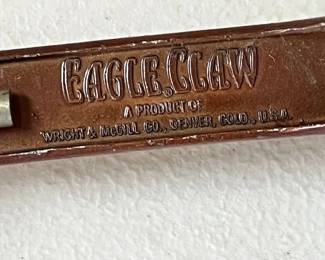 EAGLE CLAW ®
A PRODUCT OF
WRIGHT & MCGILL CO., DENVER, COLO., U.S.A.